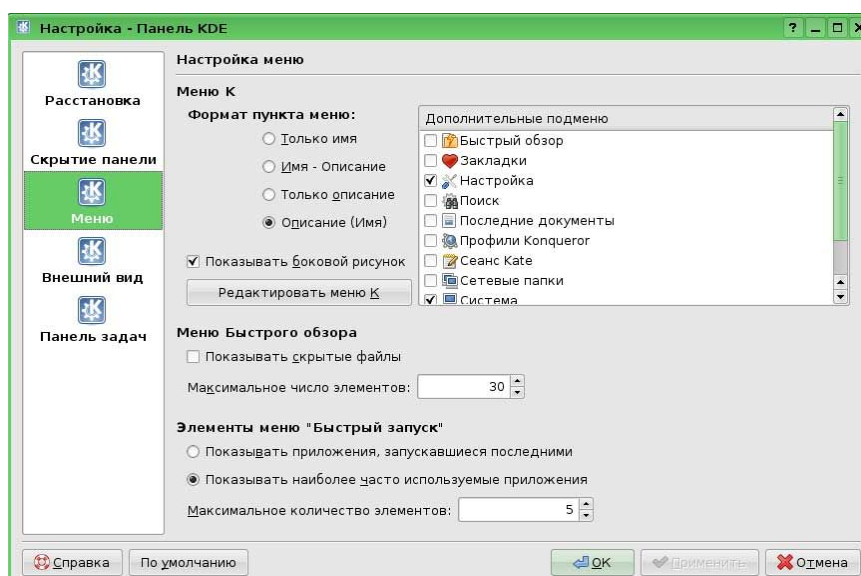 Настройка - Панель KDE
Расстановка
Скрытие панели
Меню
Внешний вид
Панель задач
Настройка меню
Меню K
Формат пункта меню:
Только имя
Имя - Описание
Только описание
Описание (Имя)
Показывать боковой рисунок
Редактировать меню K
Дополнительные подменю
Быстрый обзор
Закладки
Настройка
Поиск
Последние документы
Профили Konqueror
Сеанс Kate
Сетевые папки
Система
Меню Быстрого обзора
Показывать скрытые файлы
Максимальное число элементов: 30
Элементы меню "Быстрый запуск"
Показывать приложения, запускавшиеся последними
Показывать наиболее часто используемые приложения
Максимальное количество элементов: 5
Справка По умолчанию OK Применить Отмена